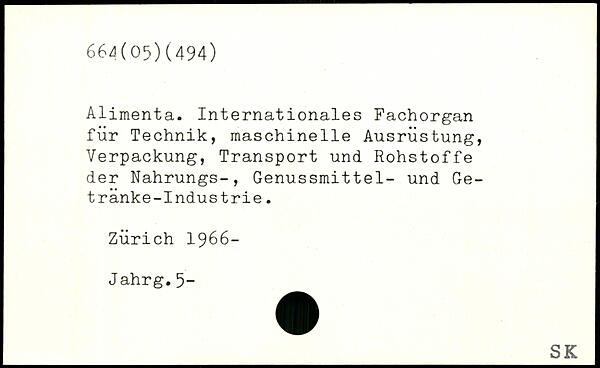 664(05)(494)
Alimenta. Internationales Fachorgan
für Technik, maschinelle Ausrüstung,
Verpackung, Transport und Rohstoffe
der Nahrungs-, Genussmittel- und Ge-
tränke-Industrie.
Zürich 1966-
Jahrg.5-
SK